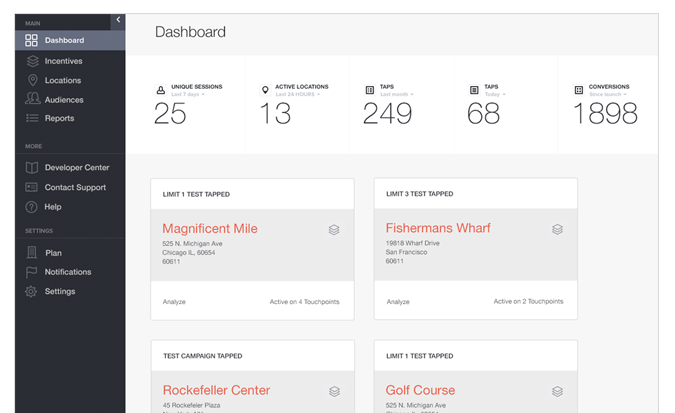 MAIN
Dashboard
Incentives
Locations
Audiences
Reports
MORE
Developer Center
Contact Support
Help
SETTINGS
Plan
Notifications
Settings
Dashboard
UNIQUE SESSIONS
Last 7 days
25
ACTIVE LOCATIONS
Last 24 HOURS
13
TAPS
Last month
249
TAPS
Today
68
CONVERSIONS
Since launch
1898
LIMIT 1 TEST TAPPED
Magnificent Mile
525 N. Michigan Ave
Chicago IL, 60654
60611
Analyze
Active on 4 Touchpoints
LIMIT 3 TEST TAPPED
Fishermans Wharf
19818 Wharf Drive
San Francisco
60611
Analyze
Active on 2 Touchpoints
TEST CAMPAIGN TAPPED
Rockefeller Center
45 Rockefeler Plaza
LIMIT 1 TEST TAPPED
Golf Course
525 N. Michigan Ave